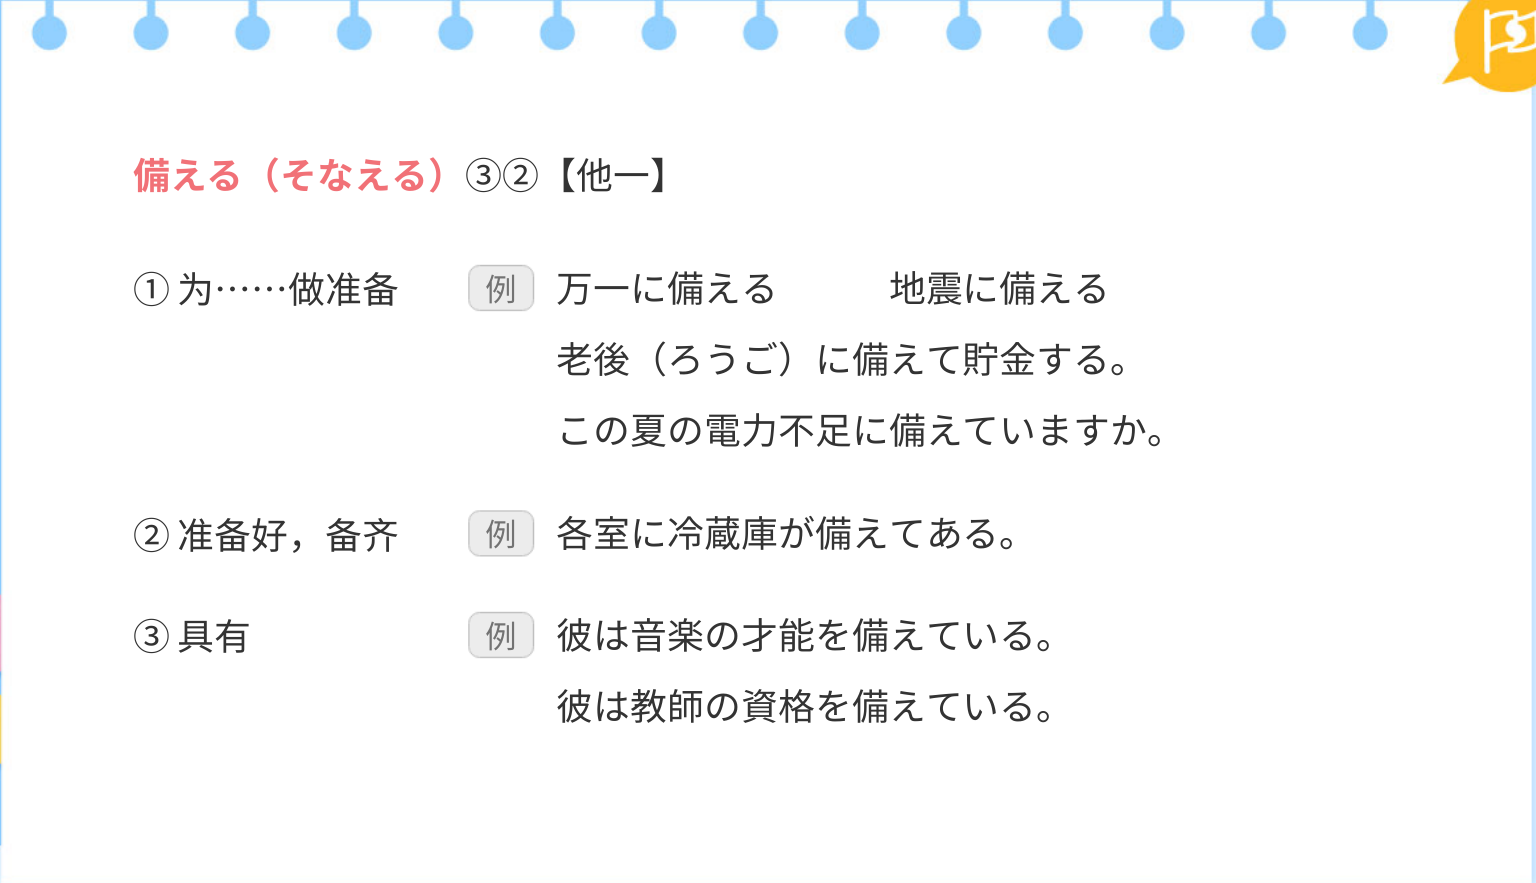 備える（そなえる）③②【他一】
① 为……做准备 例 万一に備える 地震に備える
老後（ろうご）に備えて貯金する。
この夏の電力不足に備えていますか。
② 准备好，备齐 例 各室に冷蔵庫が備えてある。
③ 具有 例 彼は音楽の才能を備えている。
彼は教師の資格を備えている。